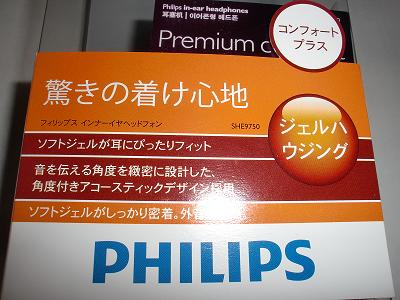 Philips in-ear headphones
耳塞机 | 이어폰형 헤드폰
Premium c
コンフォート
プラス
驚きの着け心地
フィリップス インナーイヤヘッドフォン SHE9750
ジェルハ
ウジング
ソフトジェルが耳にぴったりフィット
音を伝える角度を緻密に設計した、
角度付きアコースティックデザイン採用
ソフトジェルがしっかり密着。外音
PHILIPS